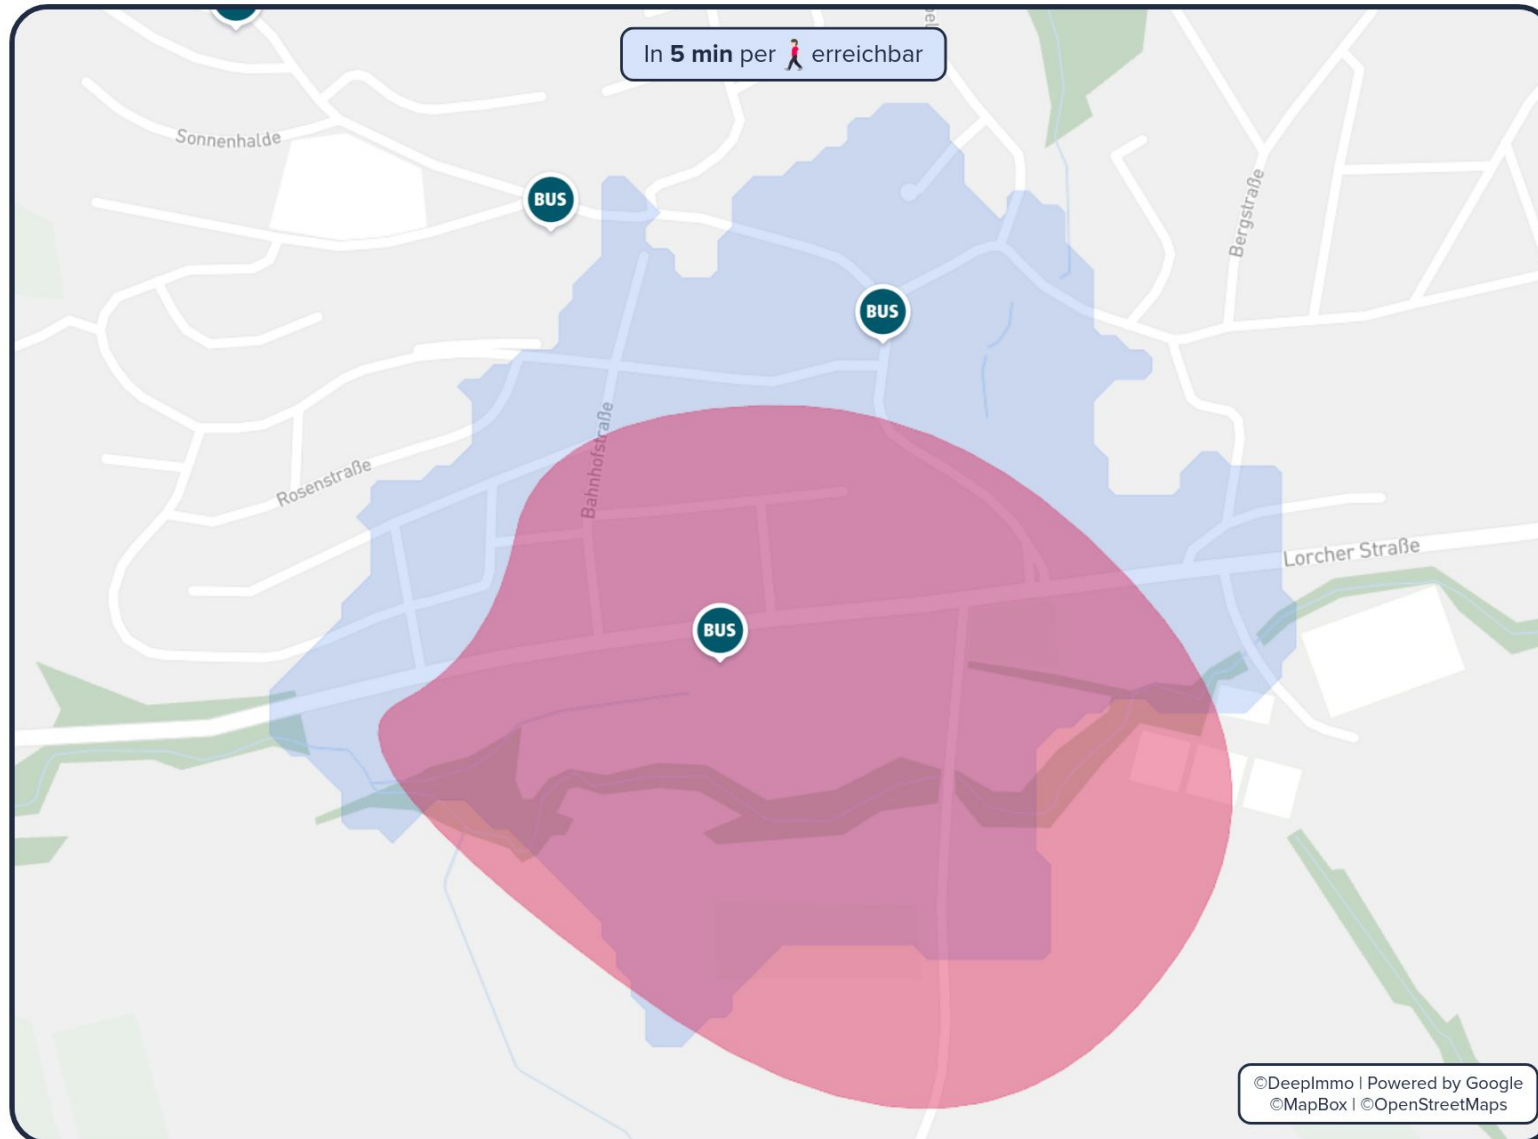 In 5 min per erreichbar
Sonnenhalde
BUS
Bergstraße
BUS
Bahnhofstraße
Rosenstraße
Lorcher Straße
BUS
©DeepImmo | Powered by Google
©MapBox | ©OpenStreetMaps